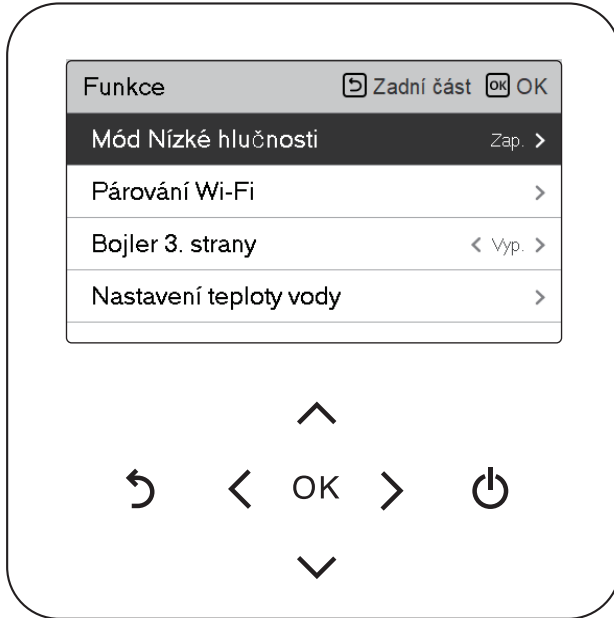 Funkce Zadní část OK OK
Mód Nízké hlučnosti Zap.
Párování Wi-Fi
Bojler 3. strany Vyp.
Nastavení teploty vody
OK